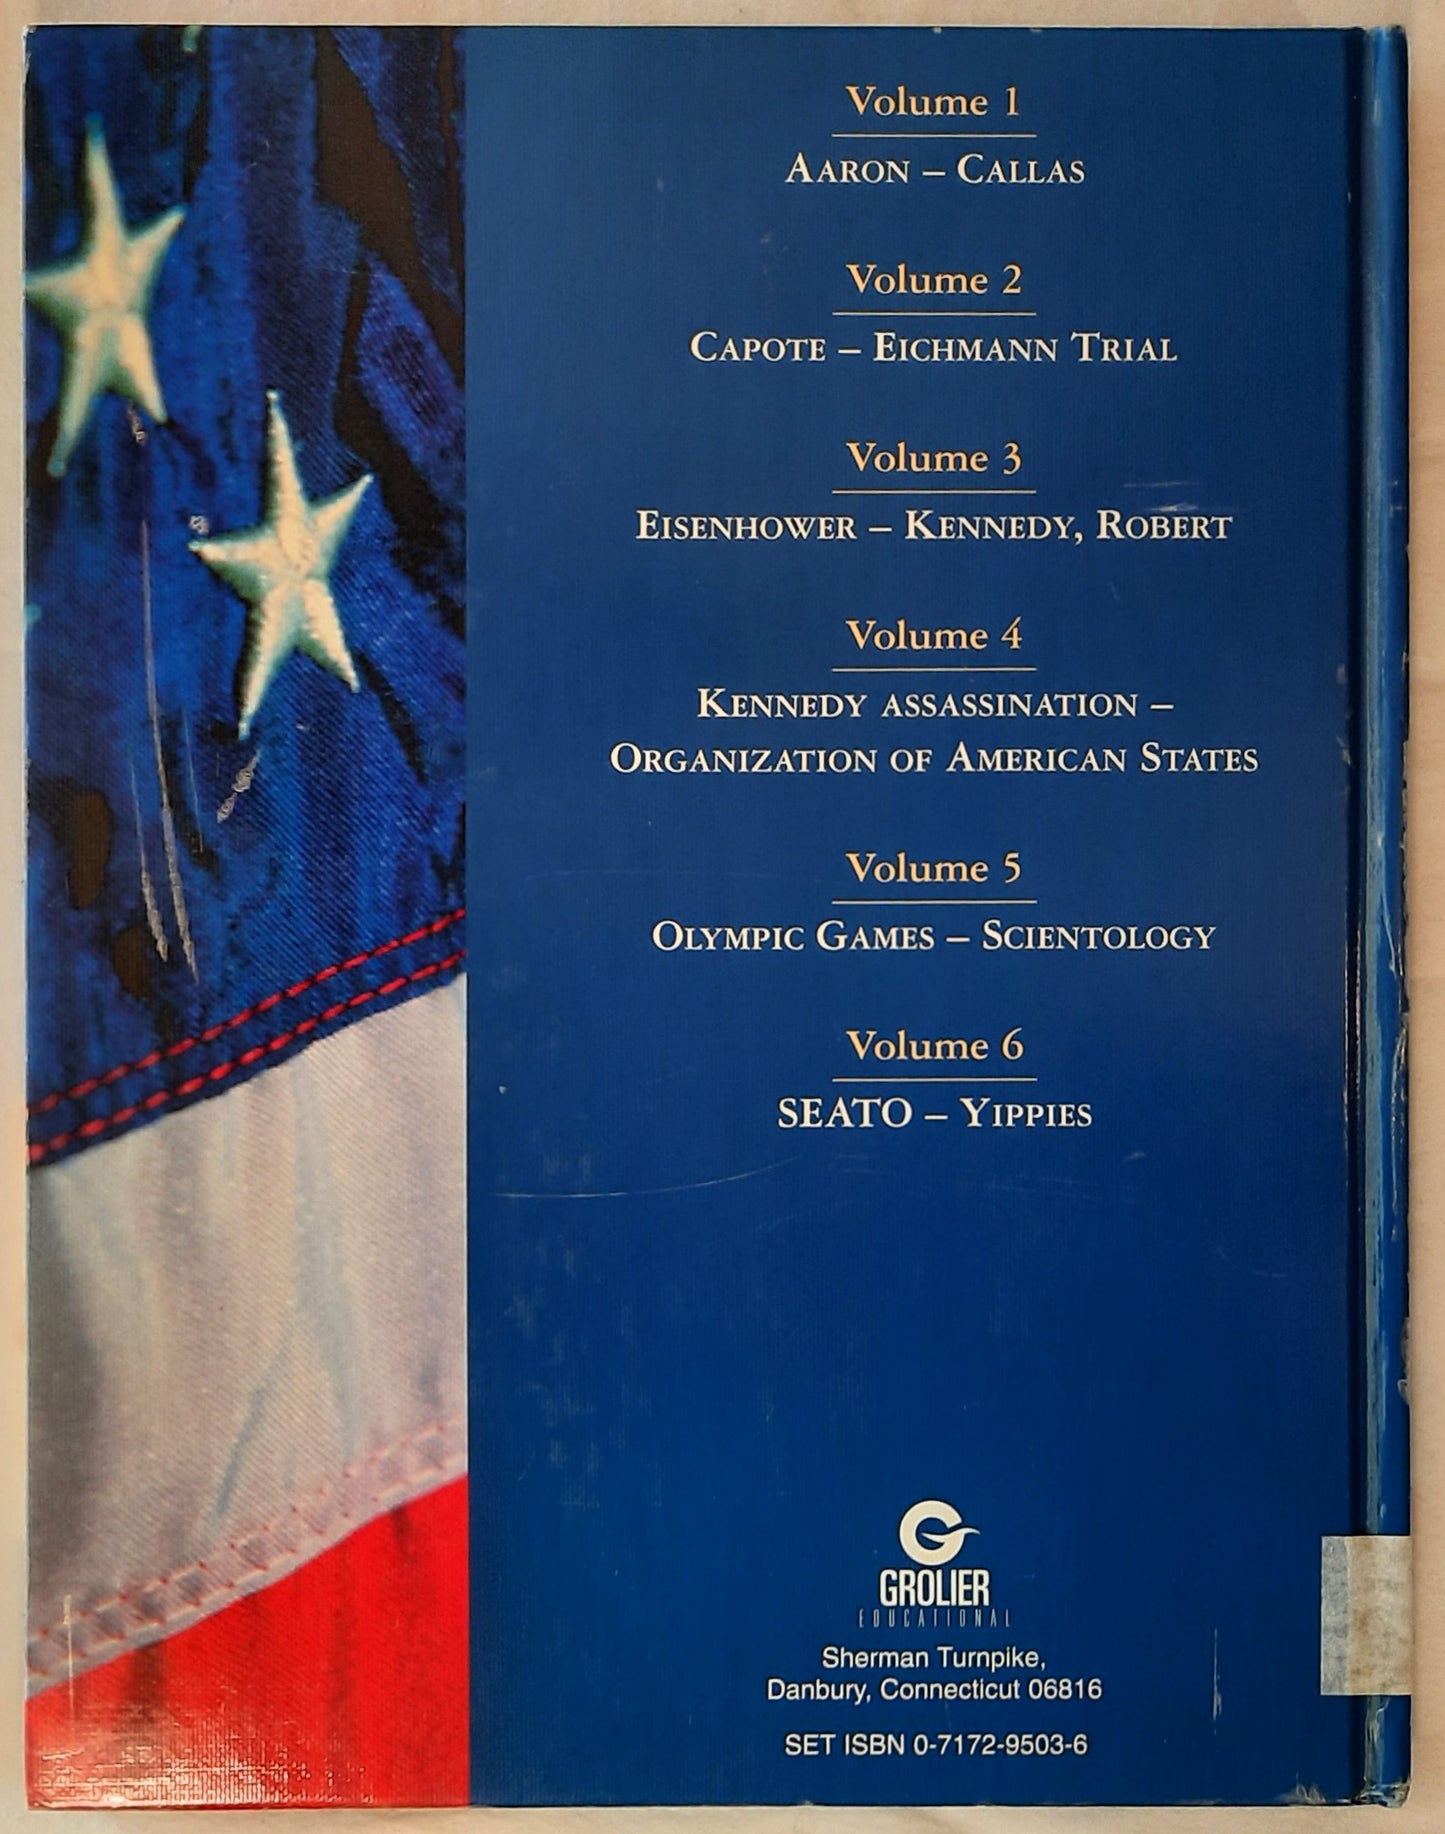 Volume 1
AARON – CALLAS
Volume 2
CAPOTE – EICHMANN TRIAL
Volume 3
EISENHOWER – KENNEDY, ROBERT
Volume 4
KENNEDY ASSASSINATION –
ORGANIZATION OF AMERICAN STATES
Volume 5
OLYMPIC GAMES – SCIENTOLOGY
Volume 6
SEATO – YIPPIES
GROLIER
EDUCATIONAL
Sherman Turnpike,
Danbury, Connecticut 06816
SET ISBN 0-7172-9503-6